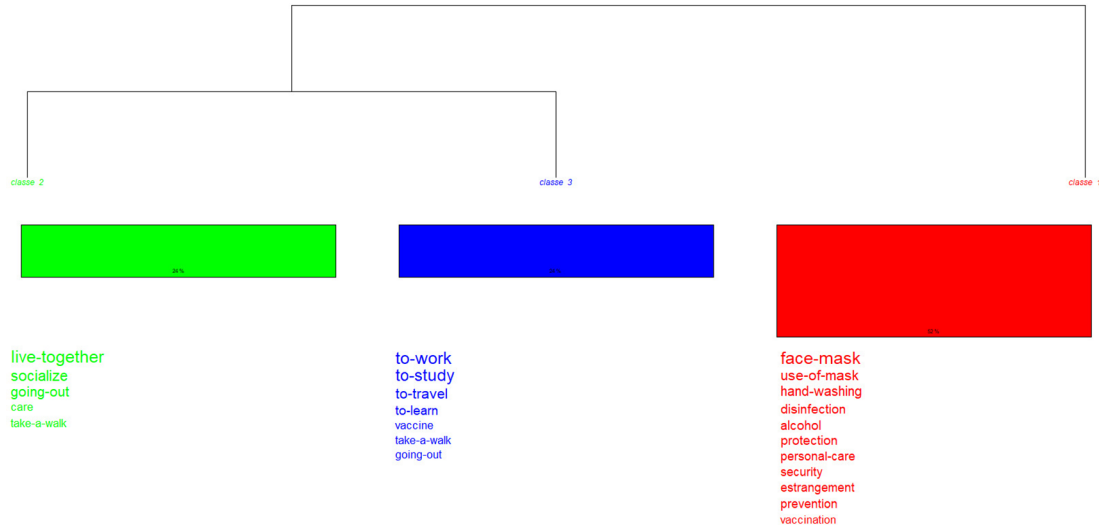 classe 2
classe 3
classe 1
24 %
live-together
socialize
going-out
care
take-a-walk
to-work
to-study
to-travel
to-learn
vaccine
take-a-walk
going-out
face-mask
use-of-mask
hand-washing
disinfection
alcohol
protection
personal-care
security
estrangement
prevention
vaccination